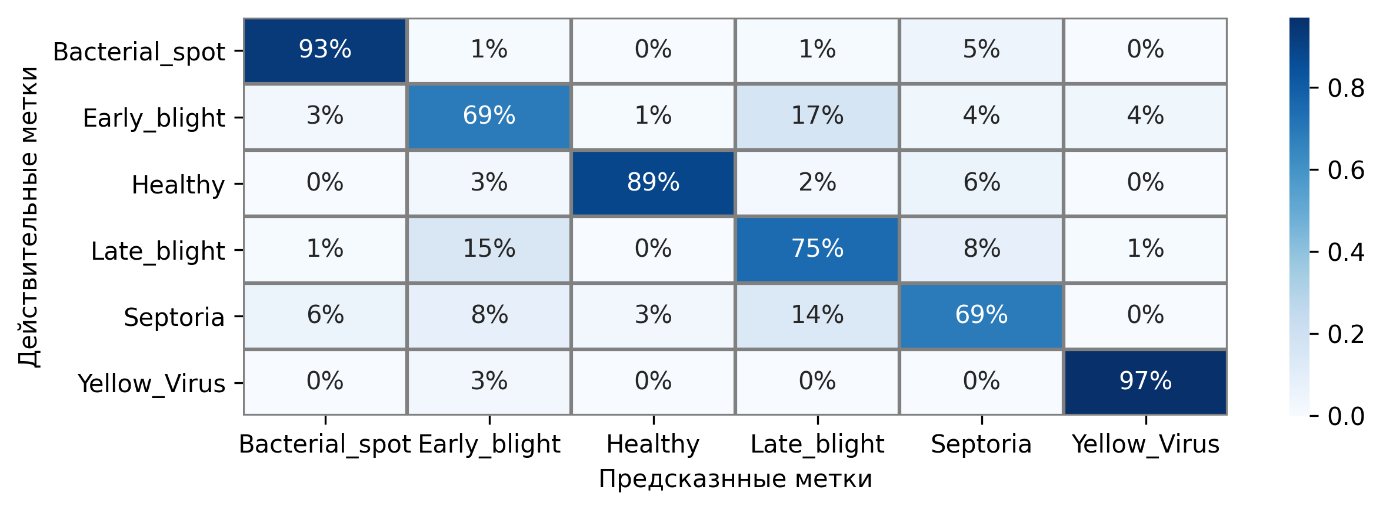 Действительные метки
Bacterial_spot 93% 1% 0% 1% 5% 0%
Early_blight 3% 69% 1% 17% 4% 4%
Healthy 0% 3% 89% 2% 6% 0%
Late_blight 1% 15% 0% 75% 8% 1%
Septoria 6% 8% 3% 14% 69% 0%
Yellow_Virus 0% 3% 0% 0% 0% 97%
Bacterial_spot Early_blight Healthy Late_blight Septoria Yellow_Virus
Предсказнные метки
0.8
0.6
0.4
0.2
0.0